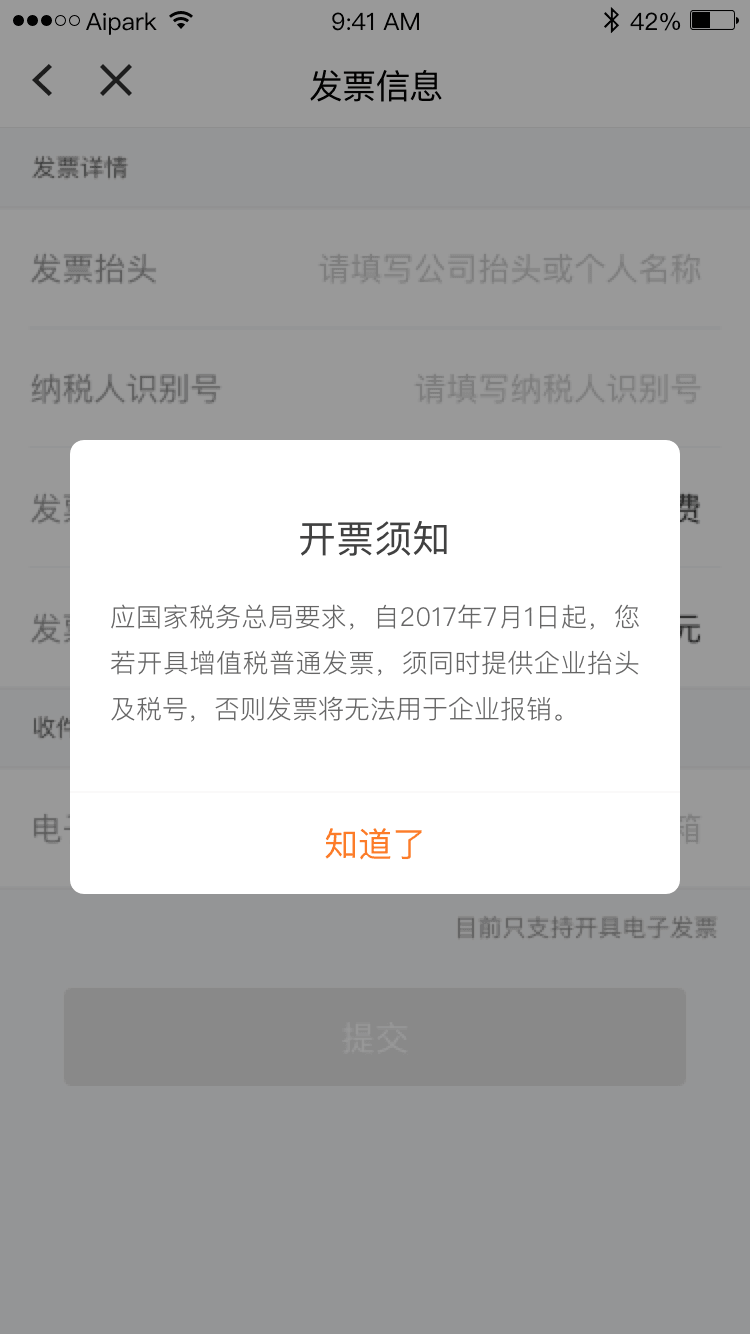 Aipark 9:41 AM 42%
发票信息
发票详情
发票抬头 请填写公司抬头或个人名称
纳税人识别号 请填写纳税人识别号
发票 费
开票须知
应国家税务总局要求，自2017年7月1日起，您
若开具增值税普通发票，须同时提供企业抬头
及税号，否则发票将无法用于企业报销。
发票 元
收件
电子 箱
知道了
目前只支持开具电子发票
提交